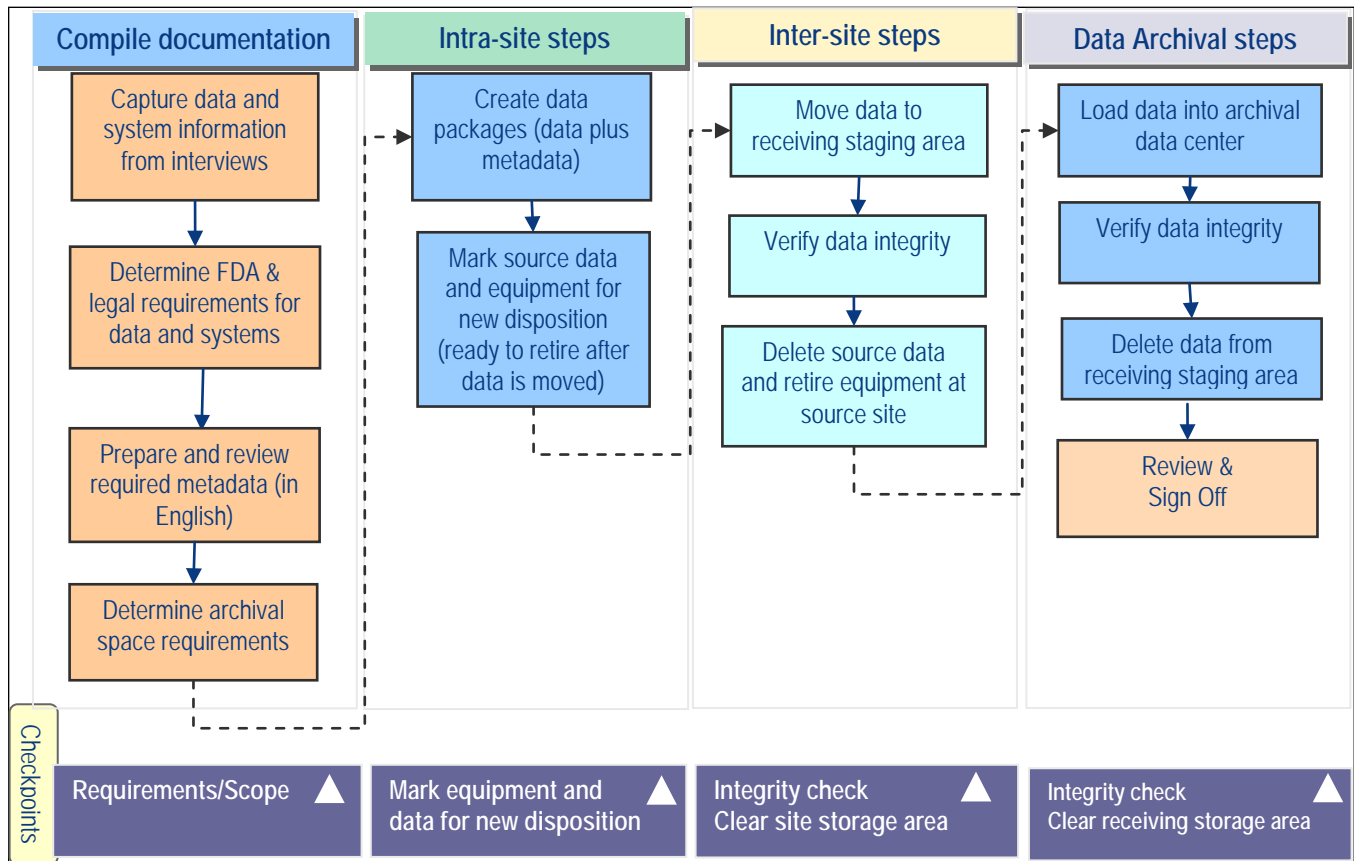 Compile documentation
Capture data and
system information
from interviews
Determine FDA &
legal requirements for
data and systems
Prepare and review
required metadata (in
English)
Determine archival
space requirements
Intra-site steps
Create data
packages (data plus
metadata)
Mark source data
and equipment for
new disposition
(ready to retire after
data is moved)
Inter-site steps
Move data to
receiving staging area
Verify data integrity
Delete source data
and retire equipment at
source site
Data Archival steps
Load data into archival
data center
Verify data integrity
Delete data from
receiving staging area
Review &
Sign Off
Checkpoints
Requirements/Scope
Mark equipment and
data for new disposition
Integrity check
Clear site storage area
Integrity check
Clear receiving storage area